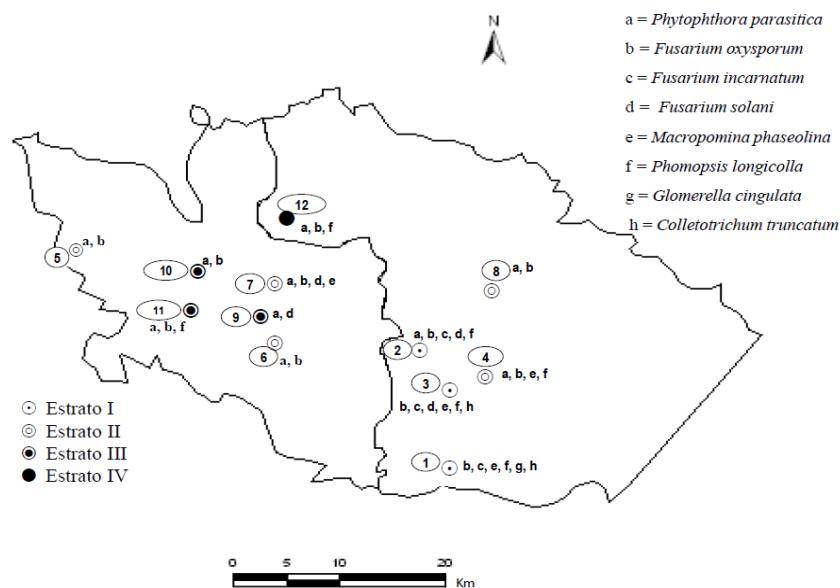 a = Phytophthora parasitica
b = Fusarium oxysporum
c = Fusarium incarnatum
d = Fusarium solani
e = Macropomina phaseolina
f = Phomopsis longicolla
g = Glomerella cingulata
h = Colletotrichum truncatum
N
12
a, b, f
5
a, b
10
a, b
7
a, b, d, e
8
a, b
11
a, b, f
9
a, d
6
a, b
2
a, b, c, d, f
4
a, b, e, f
3
b, c, d, e, f, h
1
b, c, e, f, g, h
Estrato I
Estrato II
Estrato III
Estrato IV
0 5 10 20
Km